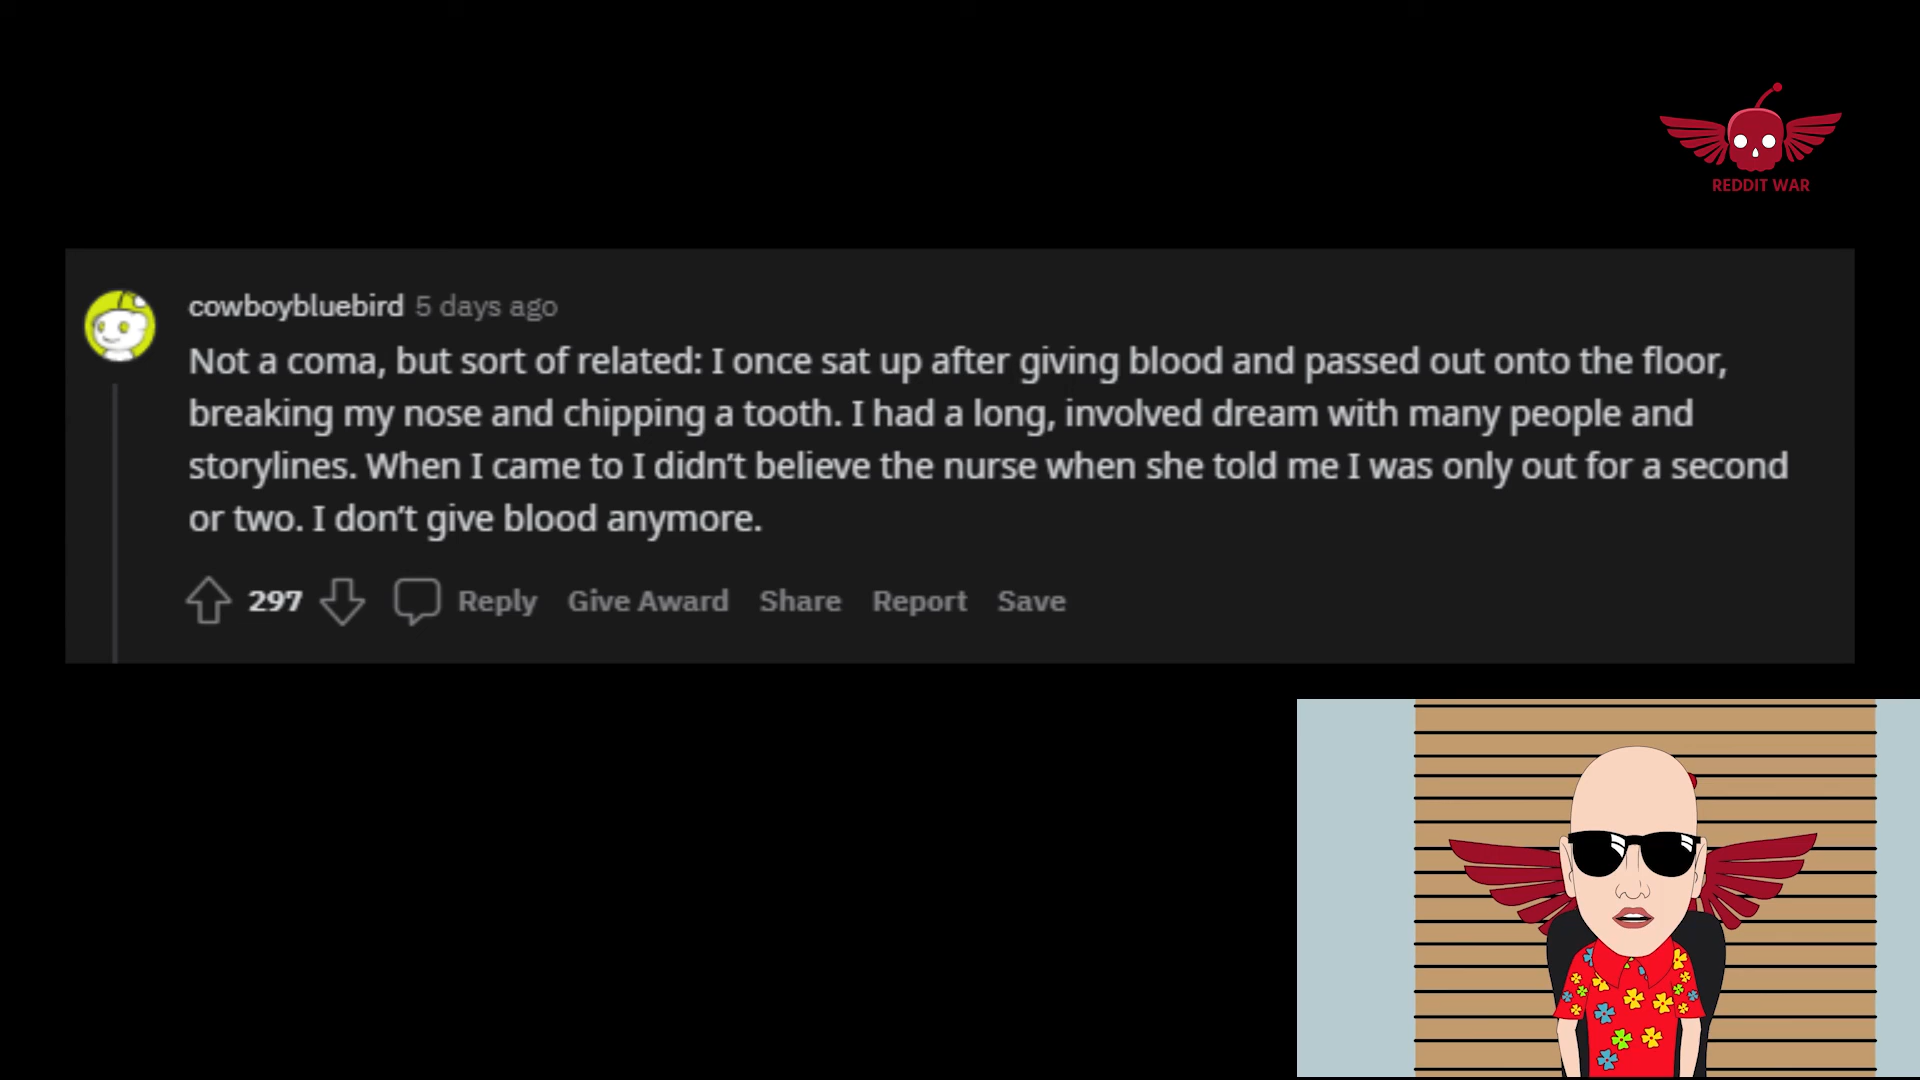 REDDIT WAR
cowboybluebird 5 days ago
Not a coma, but sort of related: I once sat up after giving blood and passed out onto the floor,
breaking my nose and chipping a tooth. I had a long, involved dream with many people and
storylines. When I came to I didn’t believe the nurse when she told me I was only out for a second
or two. I don’t give blood anymore.
297 Reply Give Award Share Report Save